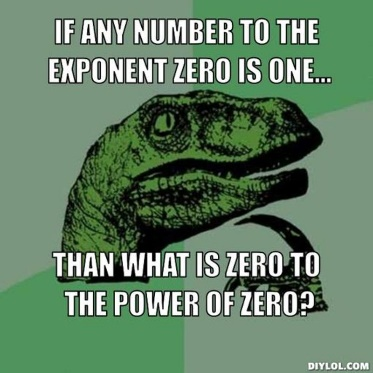 IF ANY NUMBER TO THE
EXPONENT ZERO IS ONE...
THAN WHAT IS ZERO TO
THE POWER OF ZERO?
DIYLOL.COM